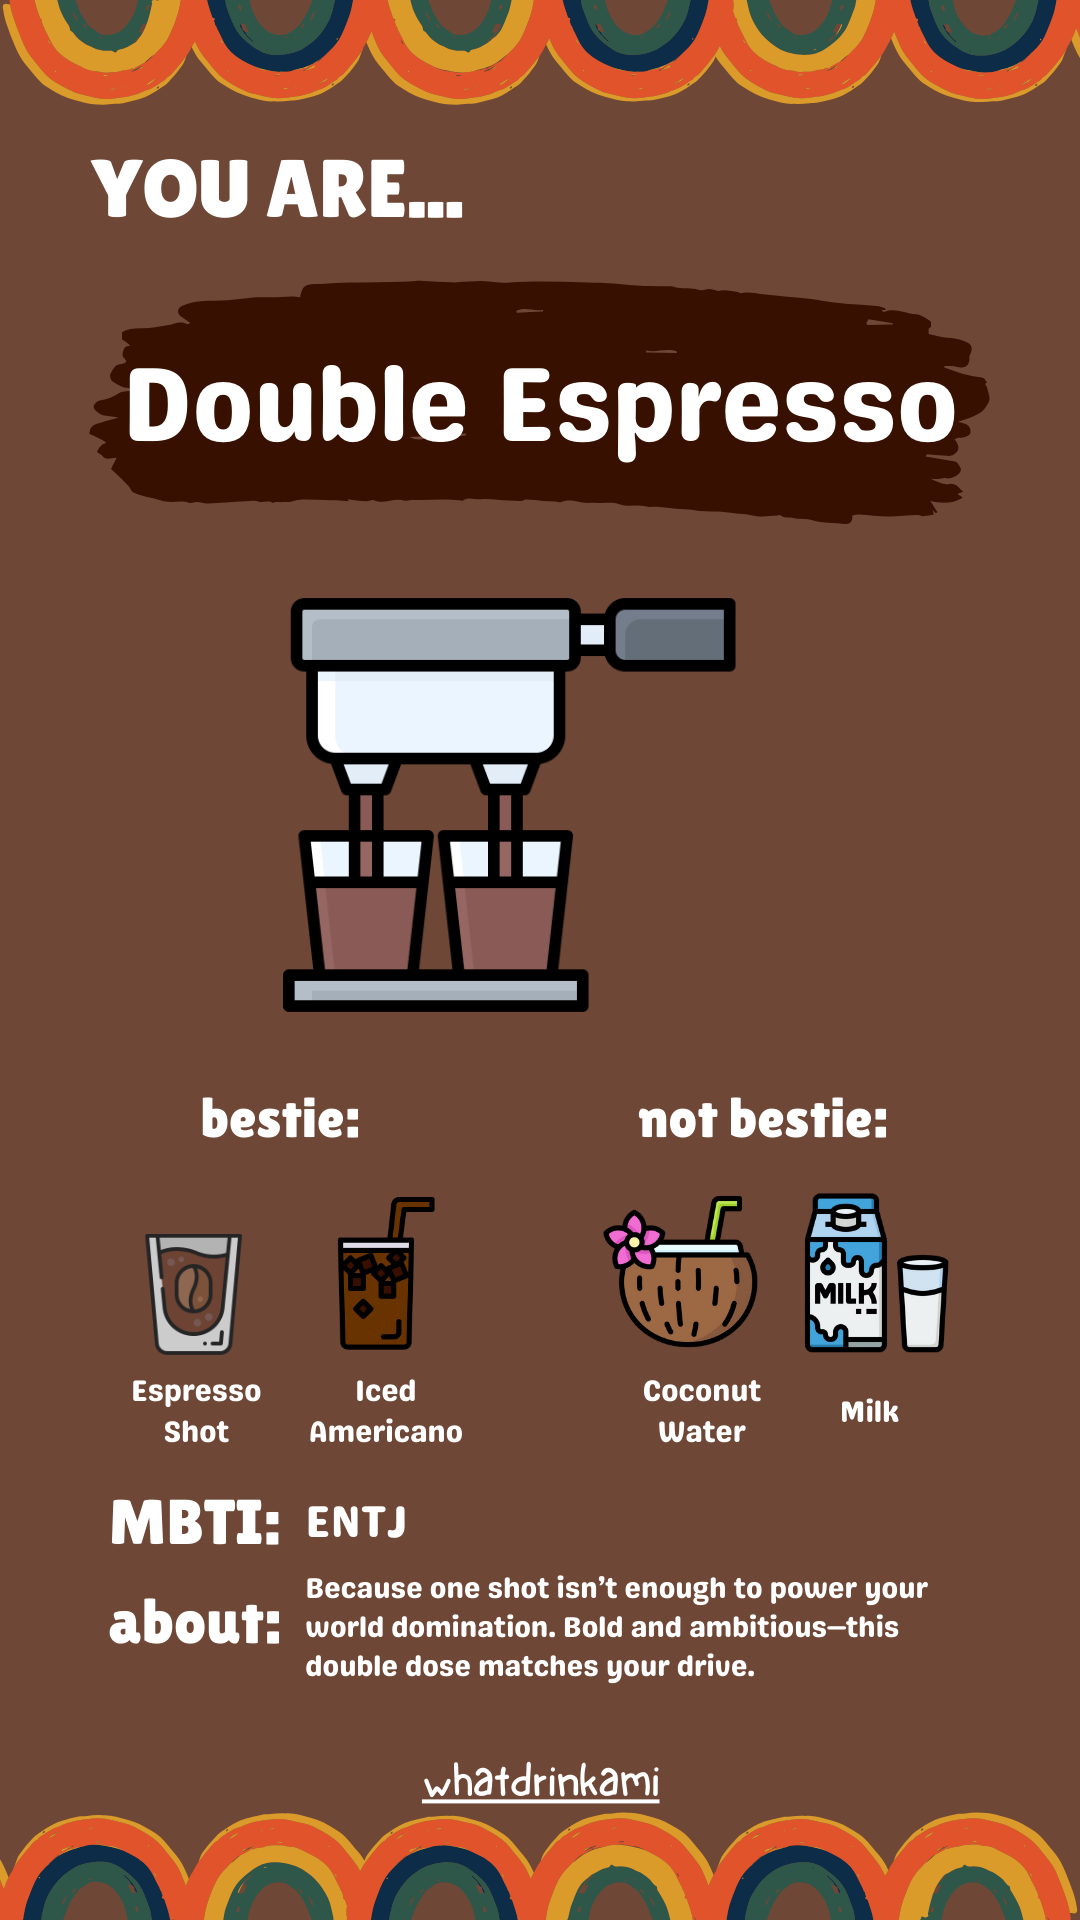 YOU ARE...
Double Espresso
bestie:
not bestie:
MILK
Espresso
Shot
Iced
Americano
Coconut
Water
Milk
MBTI: ENTJ
about:
Because one shot isn’t enough to power your
world domination. Bold and ambitious—this
double dose matches your drive.
whatdrinkami